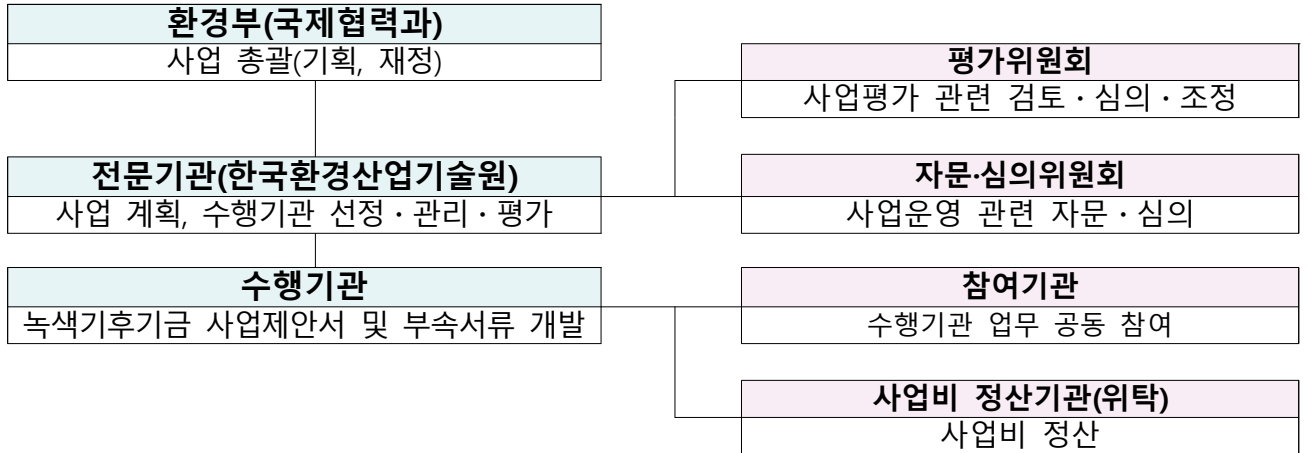 환경부(국제협력과)
사업 총괄(기획, 재정)
평가위원회
사업평가 관련 검토·심의·조정
전문기관(한국환경산업기술원)
사업 계획, 수행기관 선정·관리·평가
자문·심의위원회
사업운영 관련 자문·심의
수행기관
녹색기후기금 사업제안서 및 부속서류 개발
참여기관
수행기관 업무 공동 참여
사업비 정산기관(위탁)
사업비 정산